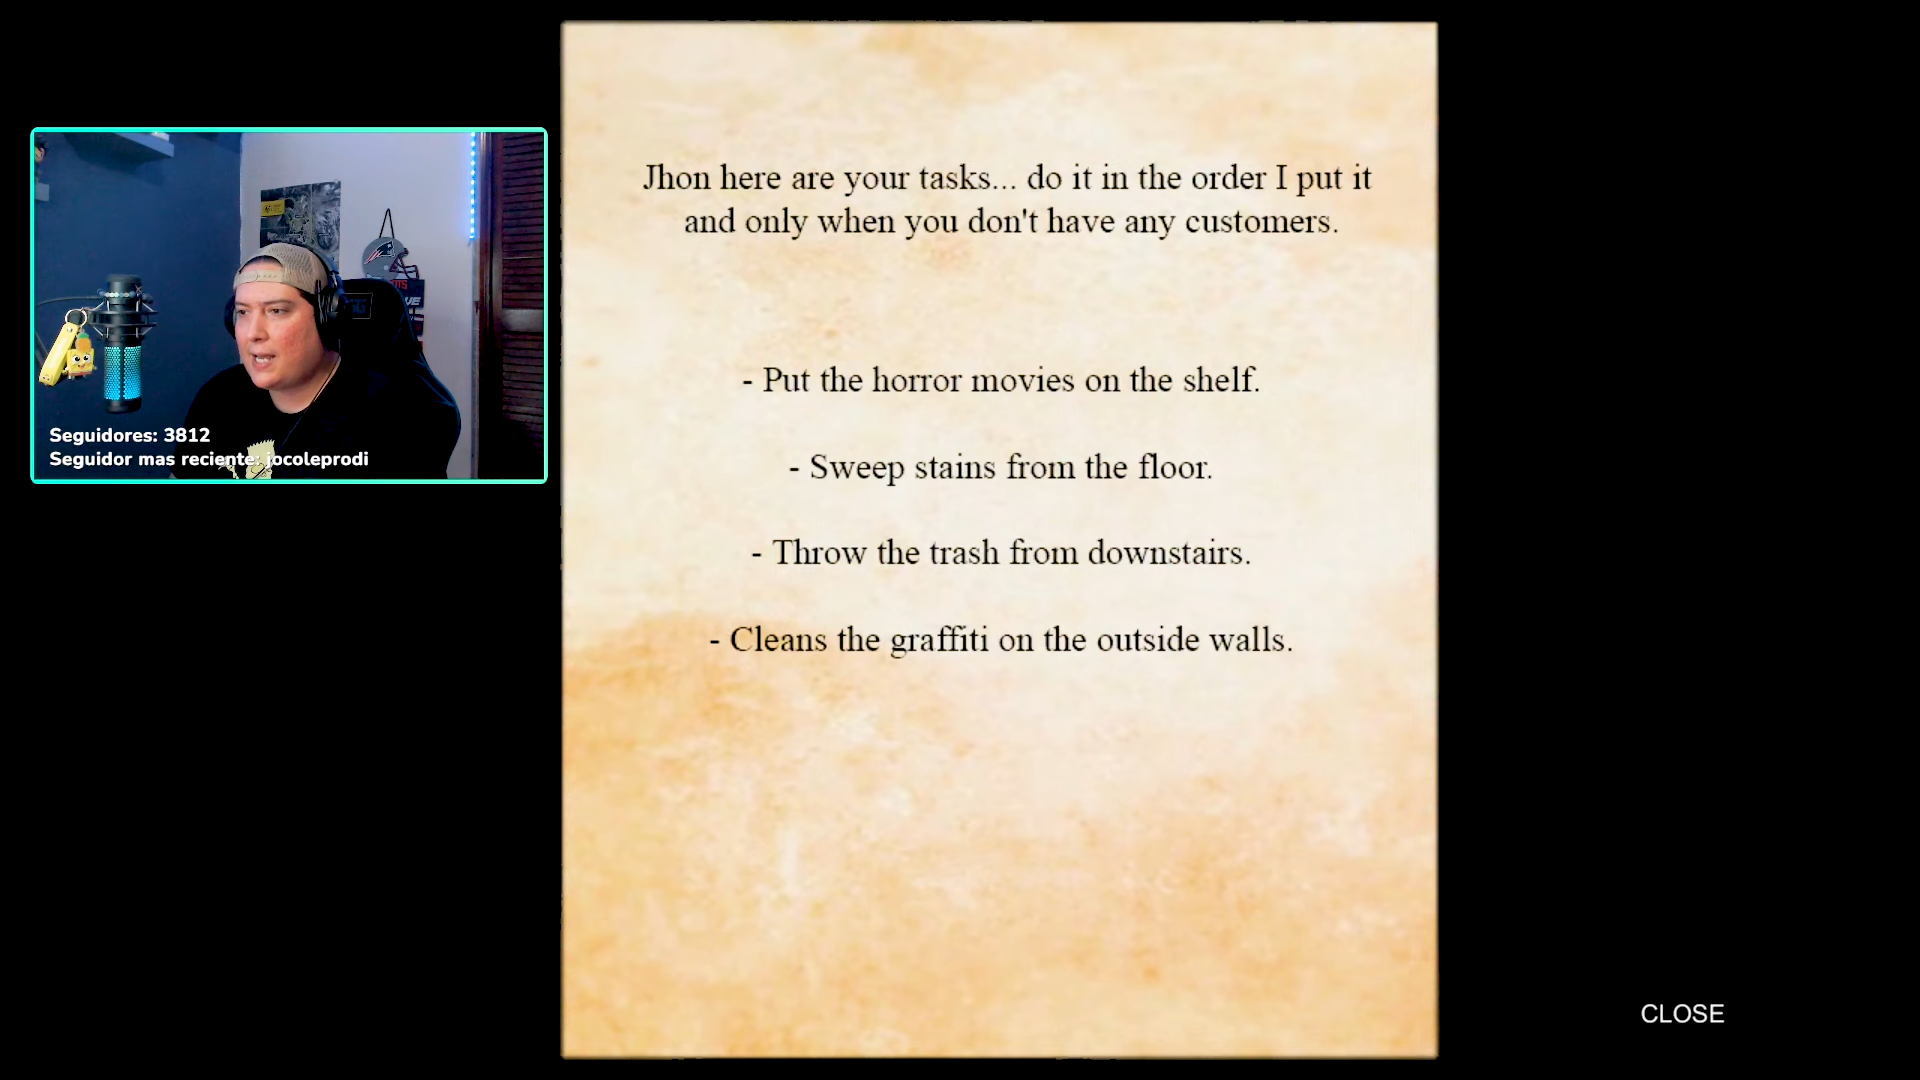 Jhon here are your tasks... do it in the order I put it
and only when you don't have any customers.
- Put the horror movies on the shelf.
- Sweep stains from the floor.
- Throw the trash from downstairs.
- Cleans the graffiti on the outside walls.
Seguidores: 3812
Seguidor mas reciente: jocoleprodi
CLOSE